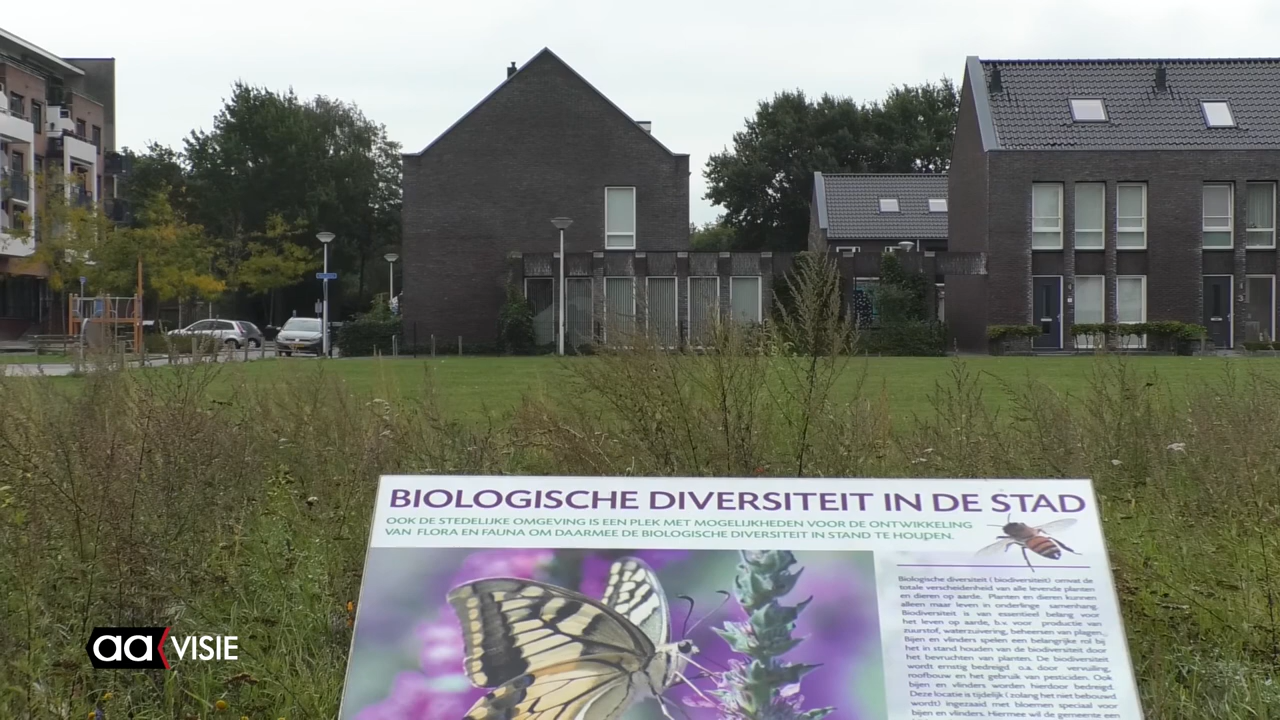 BIOLOGISCHE DIVERSITEIT IN DE STAD
OOK DE STEDELIJKE OMGEVING IS EEN PLEK MET MOGELIJKHEDEN VOOR DE ONTWIKKELING
VAN FLORA EN FAUNA OM DAARMEE DE BIOLOGISCHE DIVERSITEIT IN STAND TE HOUDEN.
Biologische diversiteit ( biodiversiteit) omvat de
totale verscheidenheid van alle levende planten
en dieren op aarde. Planten en dieren kunnen
alleen maar leven in onderlinge samenhang.
Biodiversiteit is van essentieel belang voor
het leven op aarde, b.v. voor productie van
zuurstof, waterzuivering, beheersen van plagen...
Bijen en vlinders spelen een belangrijke rol bij
het in stand houden van de biodiversiteit door
het bevruchten van planten. De biodiversiteit
wordt ernstig bedreigd o.a. door vervuiling,
roofbouw en het gebruik van pesticiden. Ook
bijen en vlinders worden hierdoor bedreigd.
Deze locatie is tijdelijk ( zolang het niet bebouwd
wordt) ingezaaid met bloemen speciaal voor
bijen en vlinders. Hiermee wil de gemeente een
aa VISIE